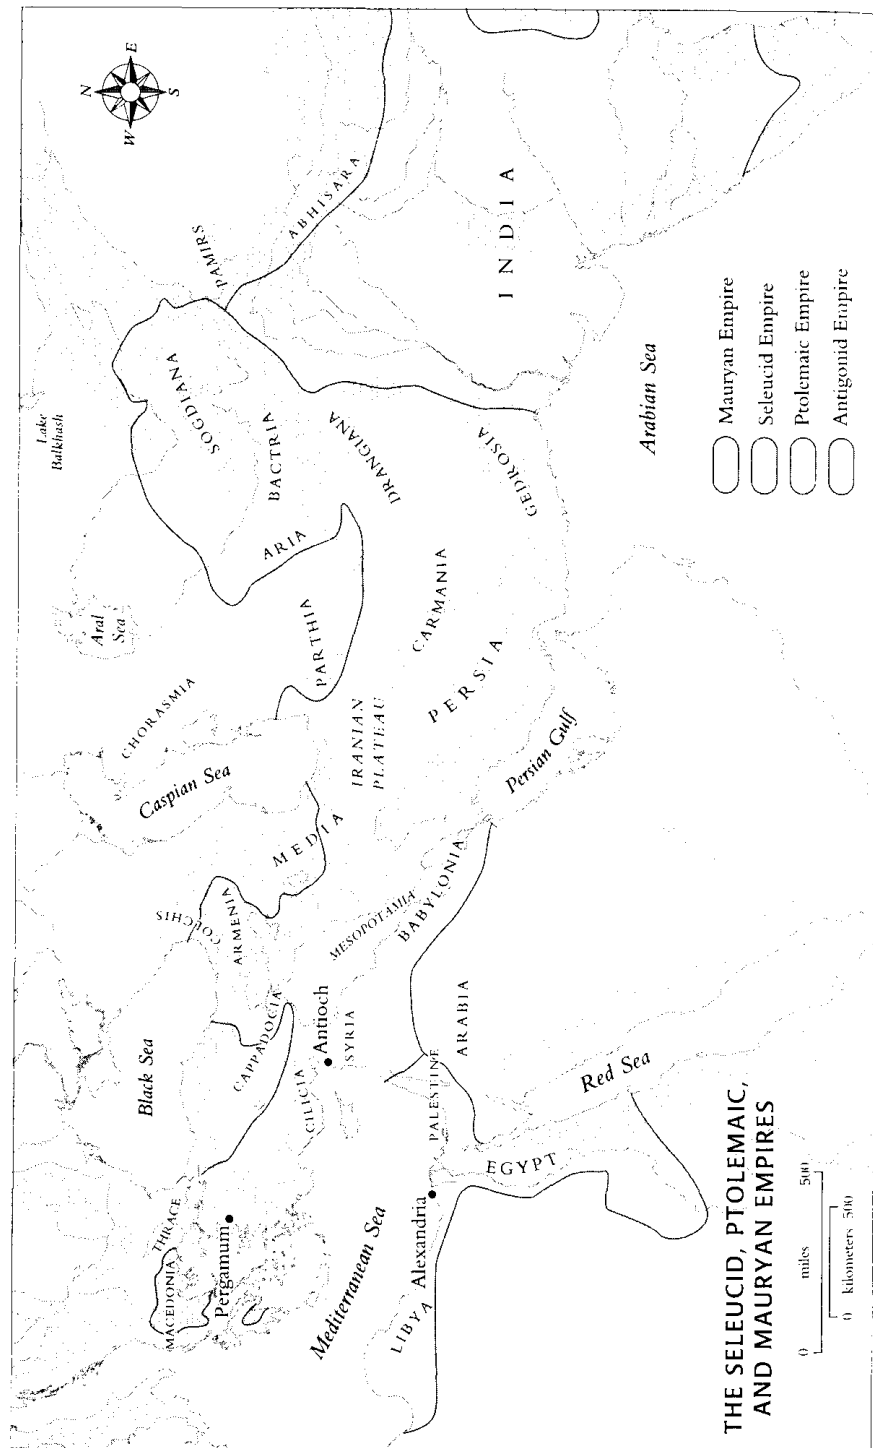 N
E
S
W
Lake
Balkhash
Aral
Sea
PAMIRS
ABHISARA
SOGDIANA
BACTRIA
DRANGIANA
ARIA
CHORASMIA
PARTHIA
GEDROSIA
CARMANIA
INDIA
Caspian Sea
IRANIAN
PLATEAU
PERSIA
Persian Gulf
Arabian Sea
COLCHIS
ARMENIA
MEDIA
MESOPOTAMIA
BABYLONIA
Black Sea
CAPPADOCIA
CILICIA
Antioch
SYRIA
ARABIA
PALESTINE
Red Sea
THRACE
MACEDONIA
Pergamum
Mediterranean Sea
Alexandria
EGYPT
LIBYA
Mauryan Empire
Seleucid Empire
Ptolemaic Empire
Antigonid Empire
THE SELEUCID, PTOLEMAIC,
AND MAURYAN EMPIRES
0 miles 500
0 kilometers 500